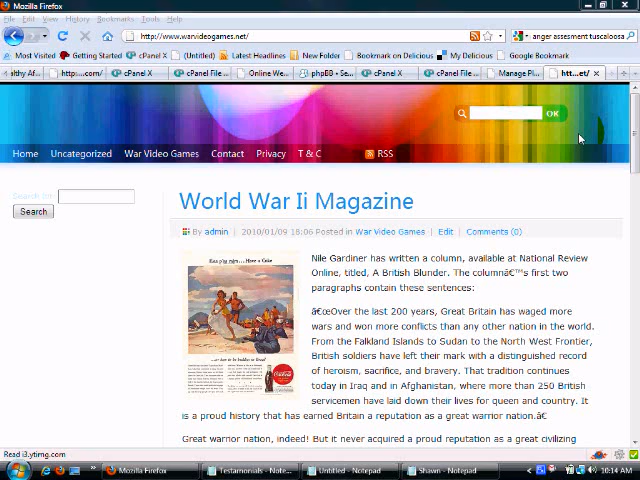 Mozilla Firefox
File Edit View History Bookmarks Tools Help
http://www.warvideogames.net/
anger assesment tuscaloosa
Most Visited Getting Started cPanel X (Untitled) Latest Headlines New Folder Bookmark on Delicious My Delicious Google Bookmark
ealthy Af... http:...com/ cPanel X cPanel File ... Online We... phpBB • Se... cPanel X cPanel File ... Manage Pl... htt...et/
OK
Home Uncategorized War Video Games Contact Privacy T & C RSS
Search for:
Search
World War Ii Magazine
By admin | 2010/01/09 18:06 Posted in War Video Games | Edit | Comments (0)
Nile Gardiner has written a column, available at National Review
Online, titled, A British Blunder. The columnâ€™s first two
paragraphs contain these sentences:
â€œOver the last 200 years, Great Britain has waged more
wars and won more conflicts than any other nation in the world.
From the Falkland Islands to Sudan to the North West Frontier,
British soldiers have left their mark with a distinguished record
of heroism, sacrifice, and bravery. That tradition continues
today in Iraq and in Afghanistan, where more than 250 British
servicemen have laid down their lives for queen and country. It
is a proud history that has earned Britain a reputation as a great warrior nation.â€
Great warrior nation, indeed! But it never acquired a proud reputation as a great civilizing
Have a Coke
Coca-Cola
Read i3.ytimg.com
Mozilla Firefox Testamonials - Note... Untitled - Notepad Shawn - Notepad 10:14 AM